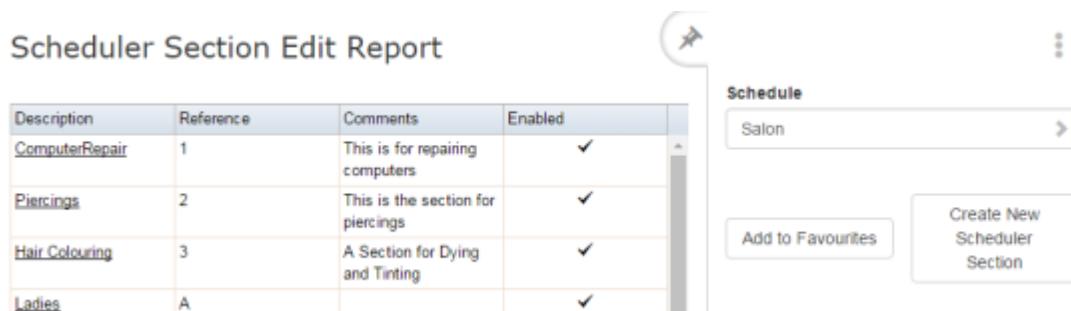 Scheduler Section Edit Report
Description Reference Comments Enabled
ComputerRepair 1 This is for repairing
computers
Piercings 2 This is the section for
piercings
Hair Colouring 3 A Section for Dying
and Tinting
Ladies A
Schedule
Salon
Add to Favourites
Create New
Scheduler
Section